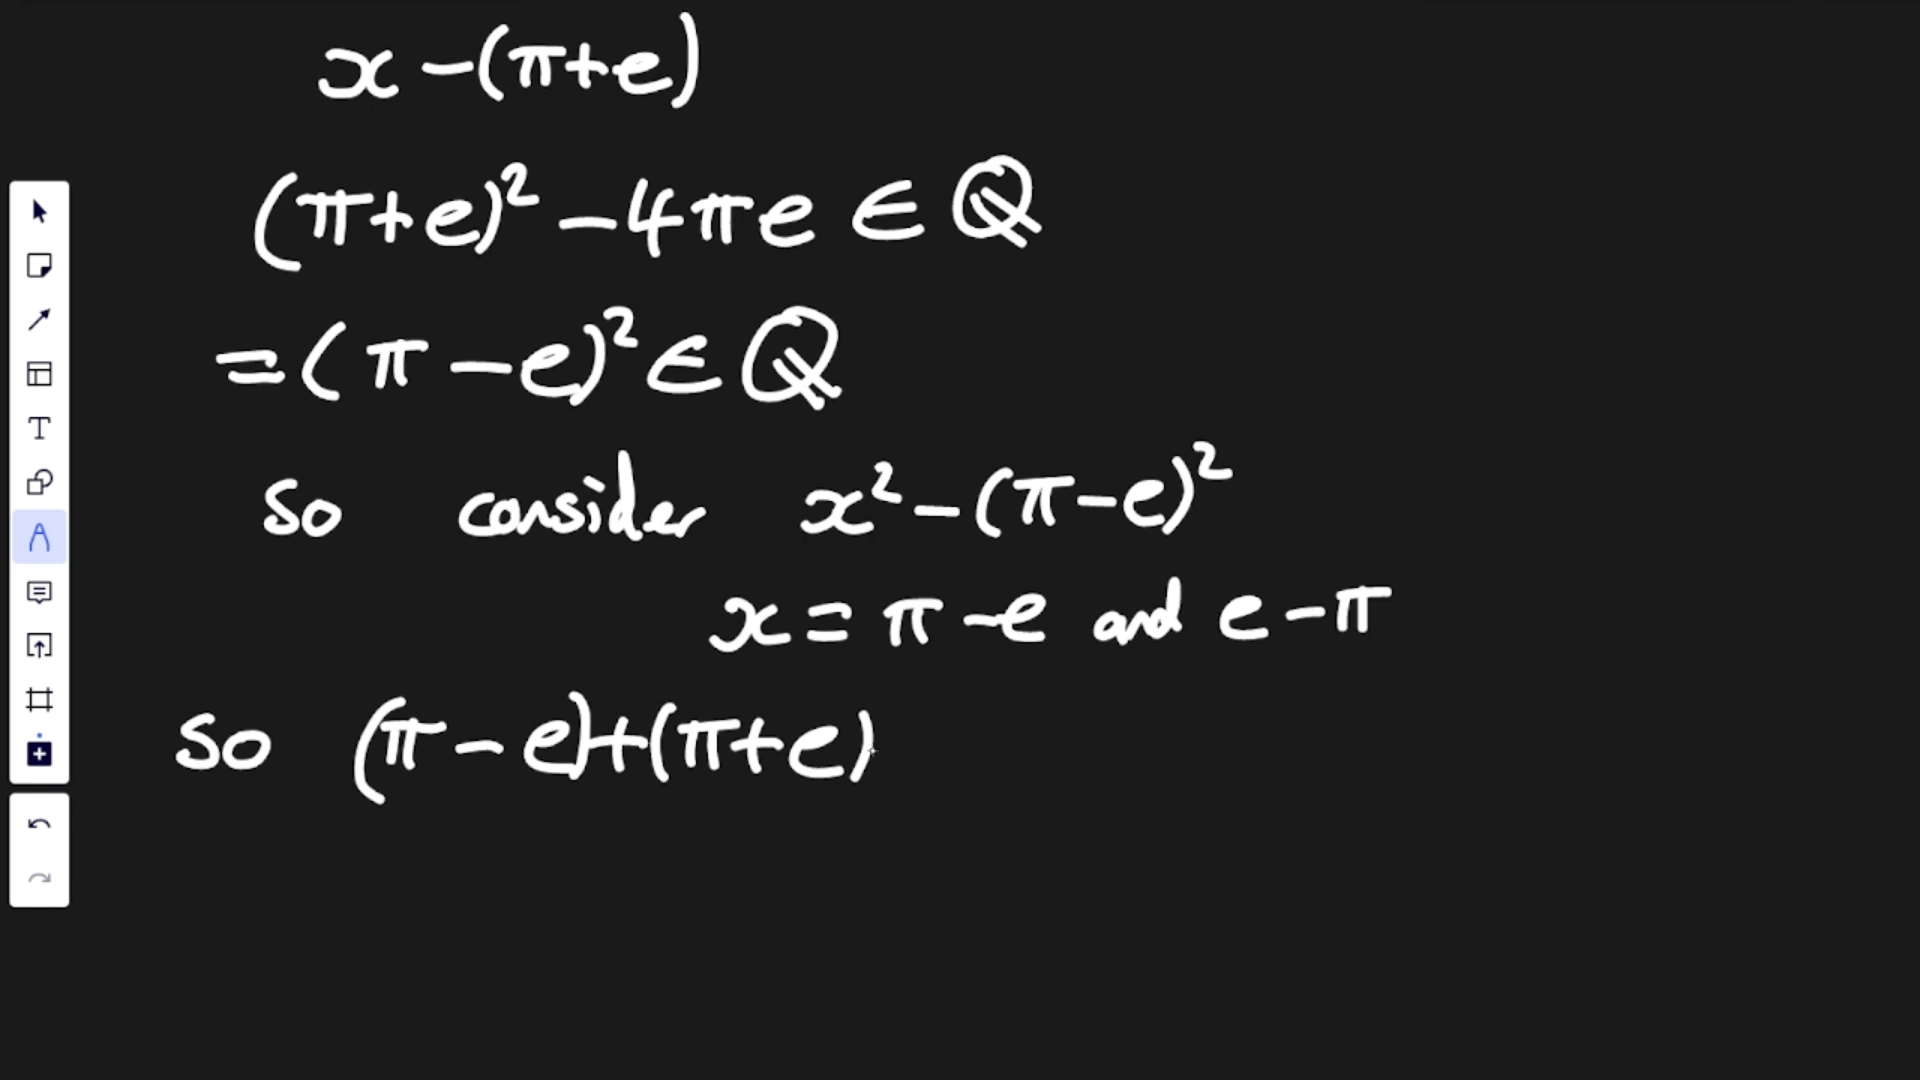 x -(π+e)
(π+e)² -4πe ∈ ℚ
=(π-e)² ∈ ℚ
so consider x²-(π-e)²
x = π-e and e-π
so (π-e)+(π+e)
T